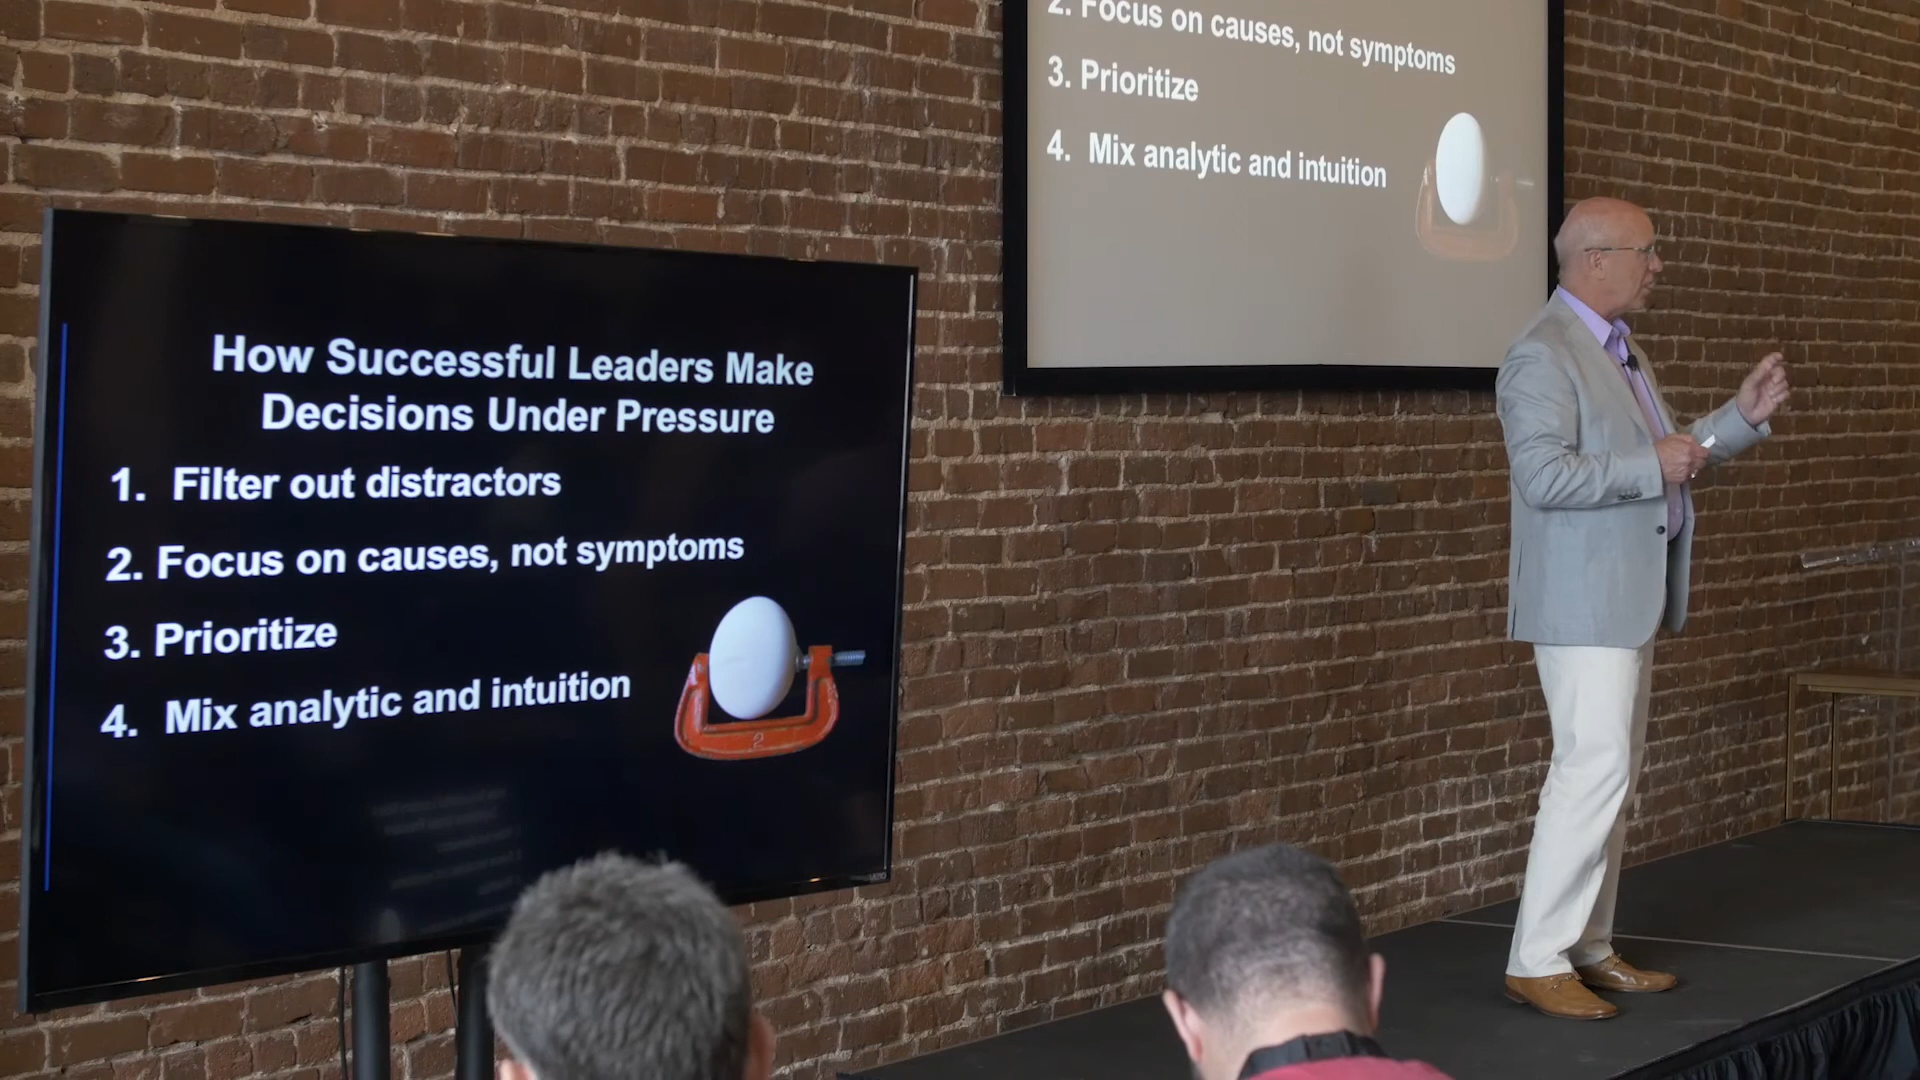 How Successful Leaders Make
Decisions Under Pressure
1. Filter out distractors
2. Focus on causes, not symptoms
3. Prioritize
4. Mix analytic and intuition
2
VIZIO
2. Focus on causes, not symptoms
3. Prioritize
4. Mix analytic and intuition